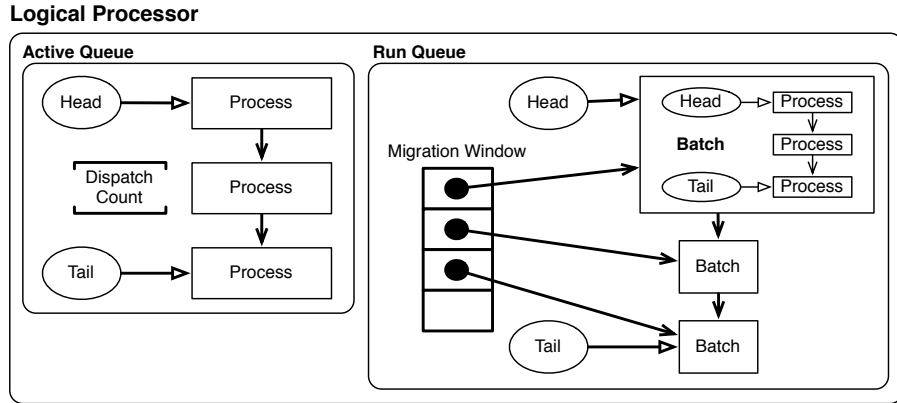 Logical Processor
Active Queue
Head
Process
Dispatch
Count
Process
Tail
Process
Run Queue
Head
Head
Process
Batch
Process
Tail
Process
Migration Window
Batch
Tail
Batch